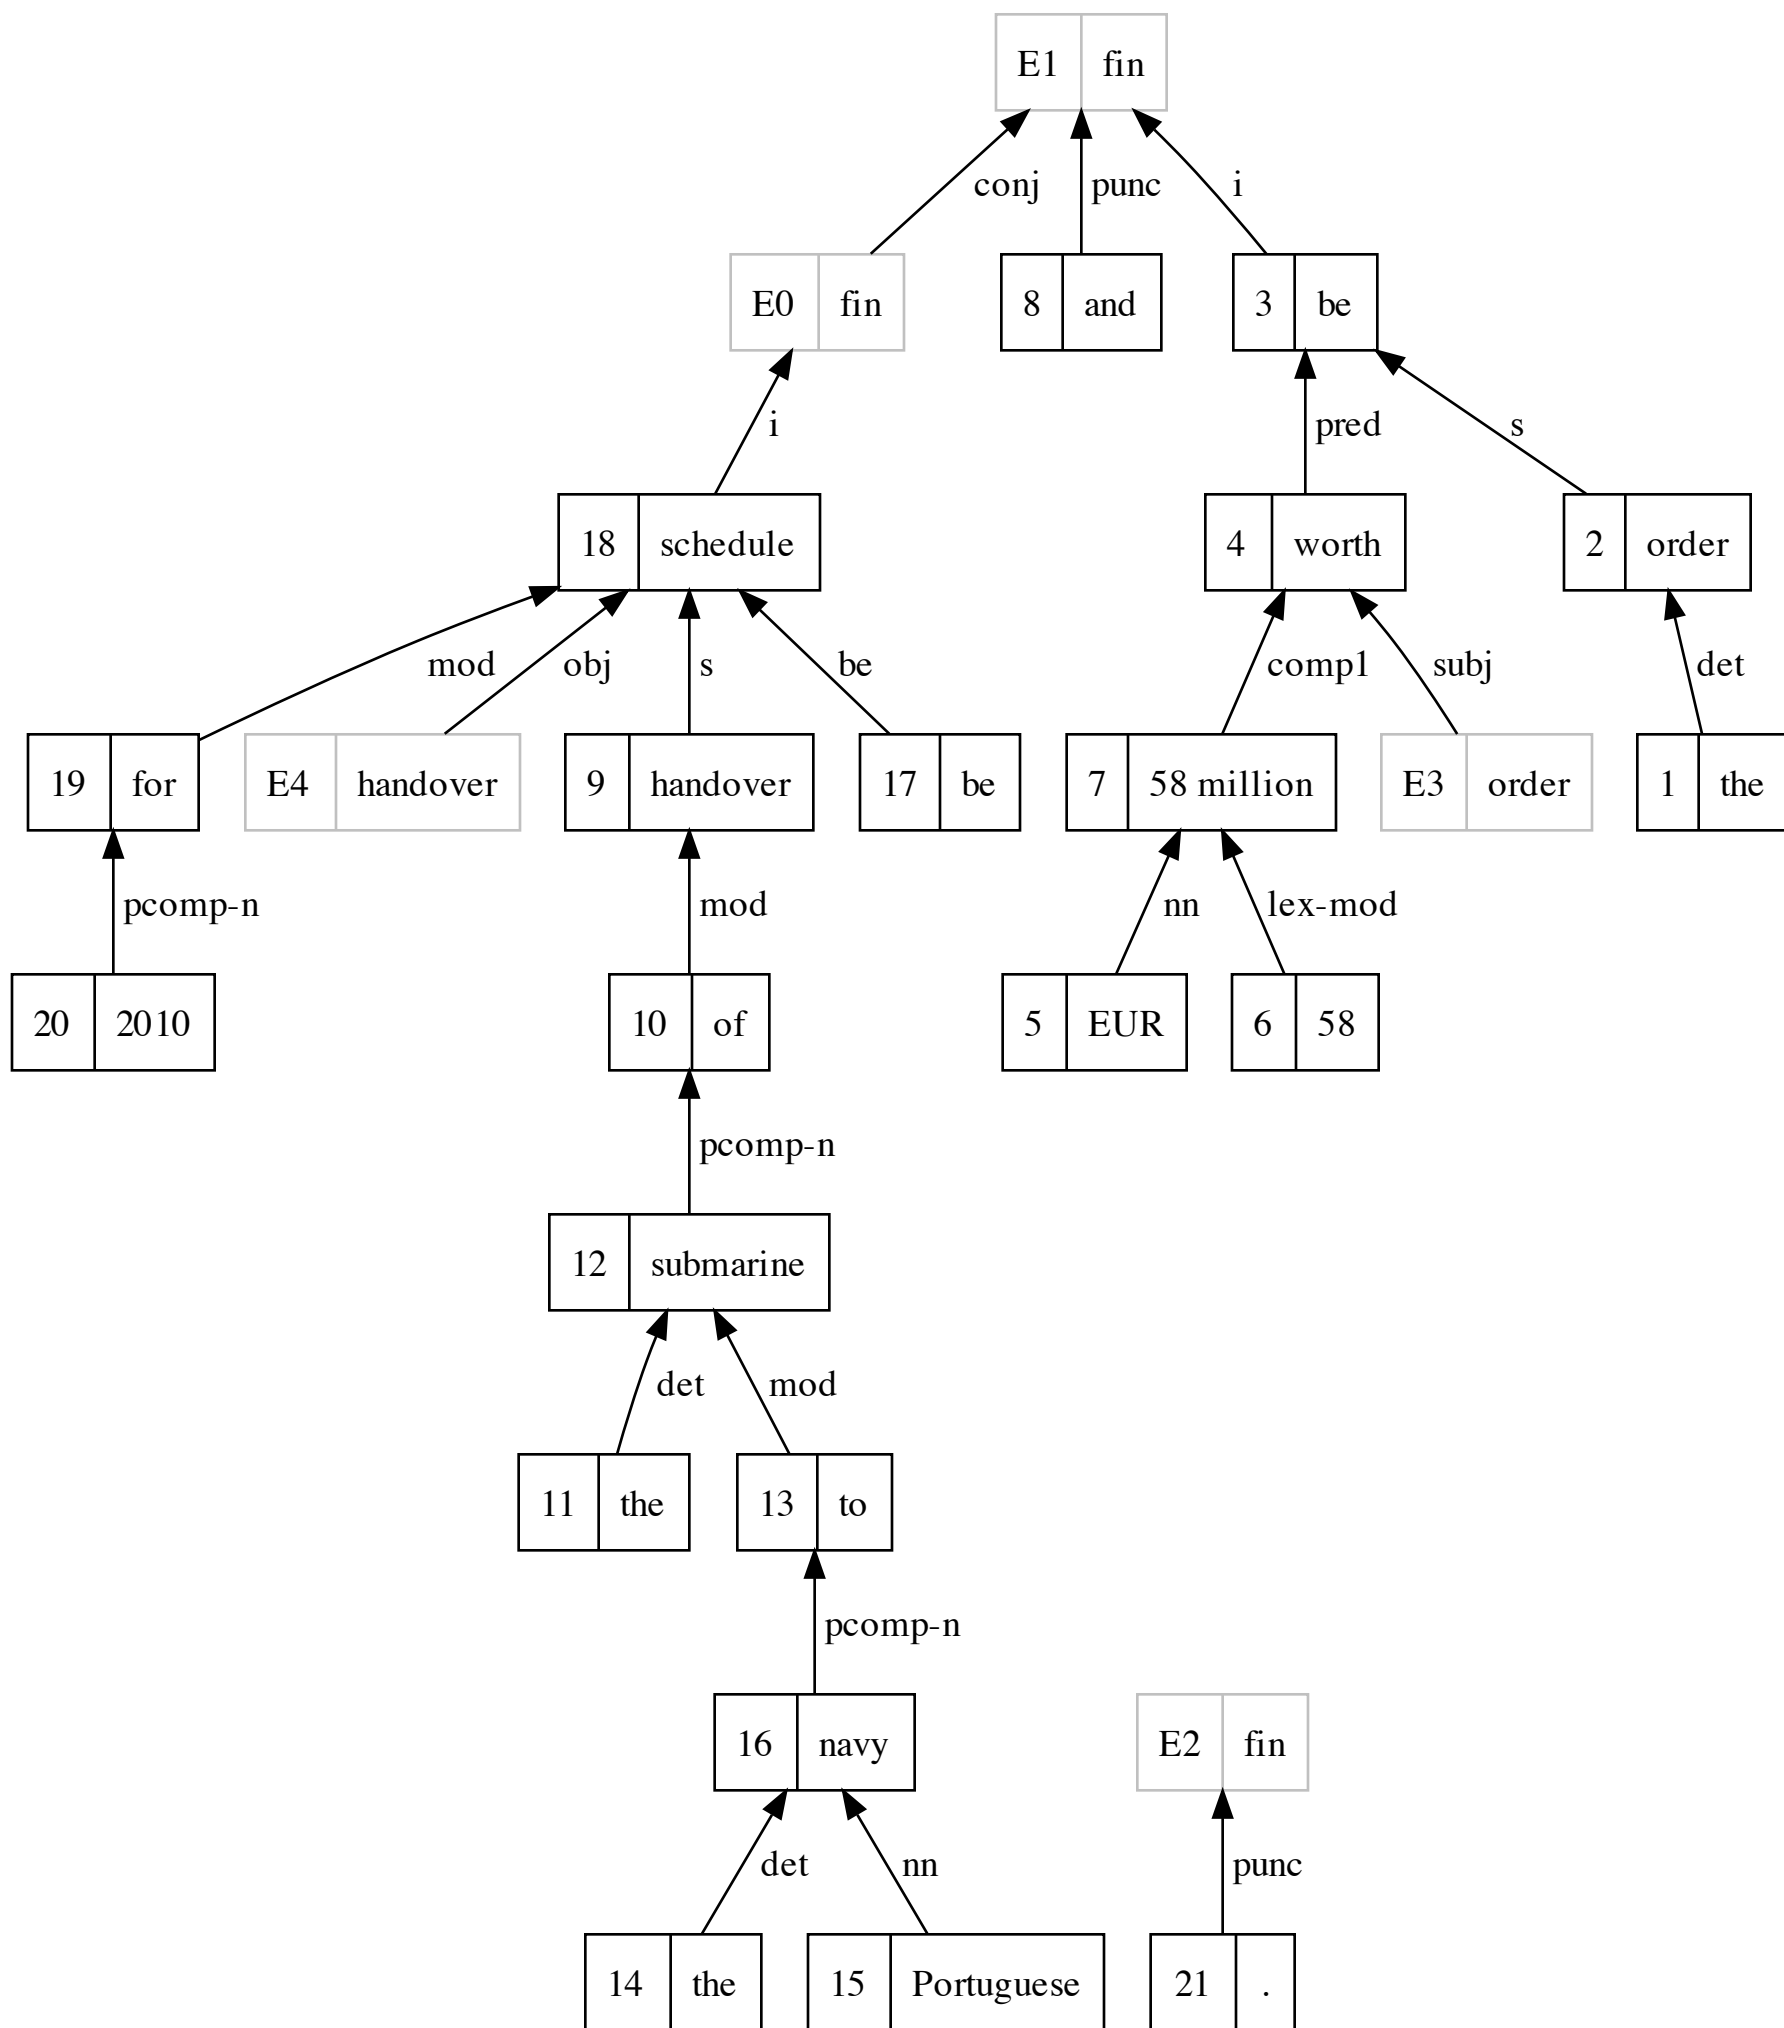 E1 fin
conj punc i
E0 fin 8 and 3 be
i pred s
18 schedule 4 worth 2 order
mod obj s be comp1 subj det
19 for E4 handover 9 handover 17 be 7 58 million E3 order 1 the
pcomp-n mod nn lex-mod
20 2010 10 of 5 EUR 6 58
pcomp-n
12 submarine
det mod
11 the 13 to
pcomp-n
16 navy E2 fin
det nn punc
14 the 15 Portuguese 21 .